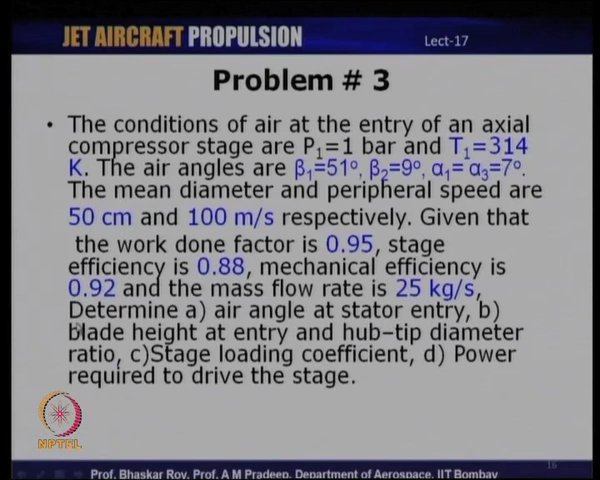 JET AIRCRAFT PROPULSION
Lect-17
Problem # 3
• The conditions of air at the entry of an axial
compressor stage are P₁=1 bar and T₁=314
K. The air angles are β₁=51°, β₂=9°, α₁= α₃=7°.
The mean diameter and peripheral speed are
50 cm and 100 m/s respectively. Given that
the work done factor is 0.95, stage
efficiency is 0.88, mechanical efficiency is
0.92 and the mass flow rate is 25 kg/s,
Determine a) air angle at stator entry, b)
blade height at entry and hub-tip diameter
ratio, c)Stage loading coefficient, d) Power
required to drive the stage.
NPTEL
16
Prof. Bhaskar Roy, Prof. A M Pradeep, Department of Aerospace, IIT Bombay